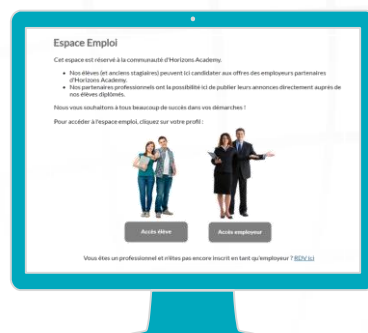 Espace Emploi
Cet espace est réservé à la communauté d'Horizons Academy.
Nos élèves (et anciens stagiaires) peuvent ici candidater aux offres des employeurs partenaires
d'Horizons Academy.
Nos partenaires professionnels ont la possibilité ici de publier leurs annonces directement auprès de
nos élèves diplômés.
Nous vous souhaitons à tous beaucoup de succès dans vos démarches !
Pour accéder à l'espace emploi, cliquez sur votre profil :
Accès élève
Accès employeur
Vous êtes un professionnel et n'êtes pas encore inscrit en tant qu'employeur ? RDV ici